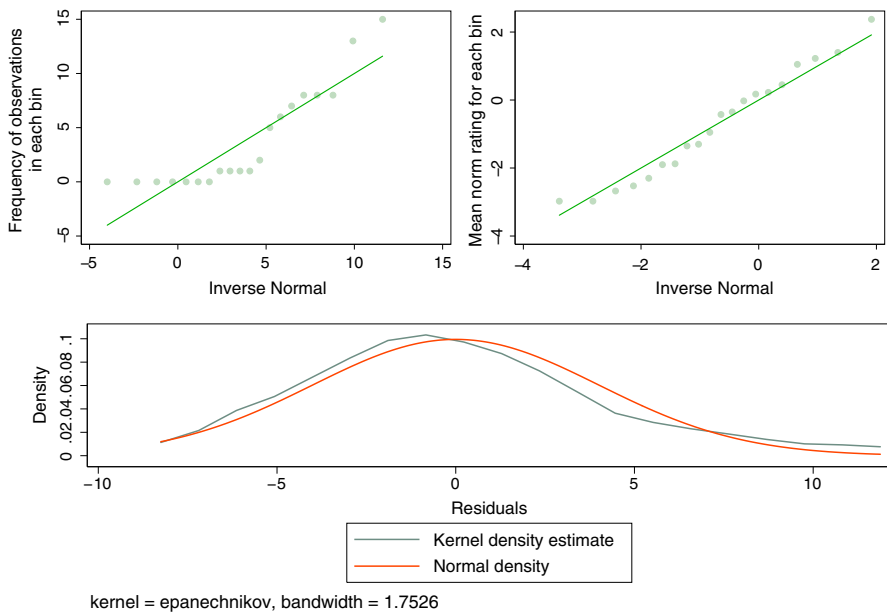 Frequency of observations
in each bin
15
10
5
0
−5
−5 0 5 10 15
Inverse Normal
Mean norm rating for each bin
2
0
−2
−4
−4 −2 0 2
Inverse Normal
Density
0 .02.04.06.08 .1
−10 −5 0 5 10
Residuals
Kernel density estimate
Normal density
kernel = epanechnikov, bandwidth = 1.7526